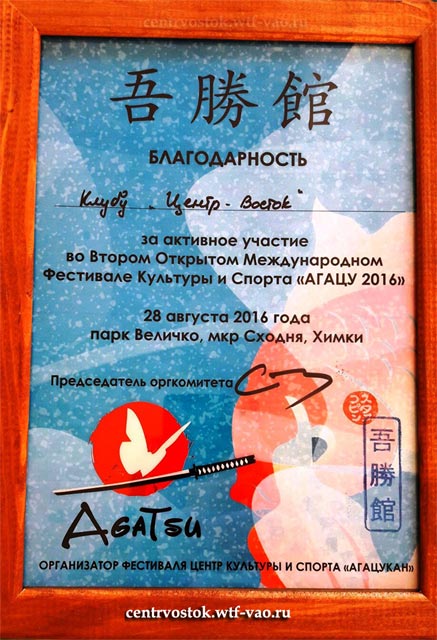 centrvostok.wtf-vao.ru
吾勝館
БЛАГОДАРНОСТЬ
Клубу „Центр-Восток"
за активное участие
во Втором Открытом Международном
Фестивале Культуры и Спорта «АГАЦУ 2016»
28 августа 2016 года
парк Величко, мкр Сходня, Химки
Председатель оргкомитета
吾勝館
AGATSU
ОРГАНИЗАТОР ФЕСТИВАЛЯ ЦЕНТР КУЛЬТУРЫ И СПОРТА «АГАЦУКАН»
centrvostok.wtf-vao.ru